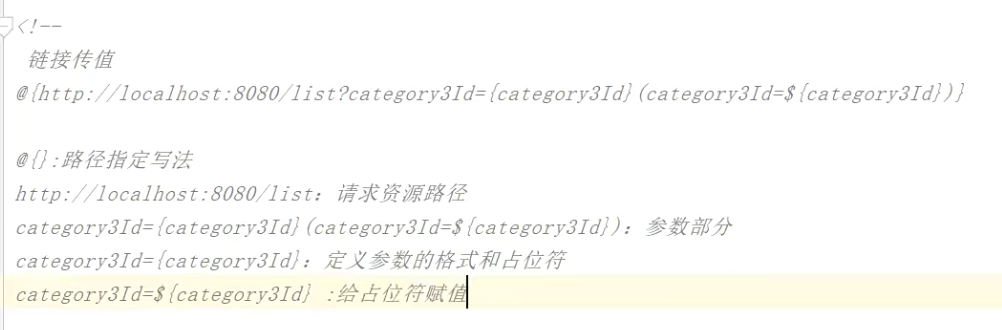 <!--
链接传值
@{http://localhost:8080/list?category3Id={category3Id}(category3Id=${category3Id})}
@{}:路径指定写法
http://localhost:8080/list：请求资源路径
category3Id={category3Id}(category3Id=${category3Id})：参数部分
category3Id={category3Id}：定义参数的格式和占位符
category3Id=${category3Id} :给占位符赋值